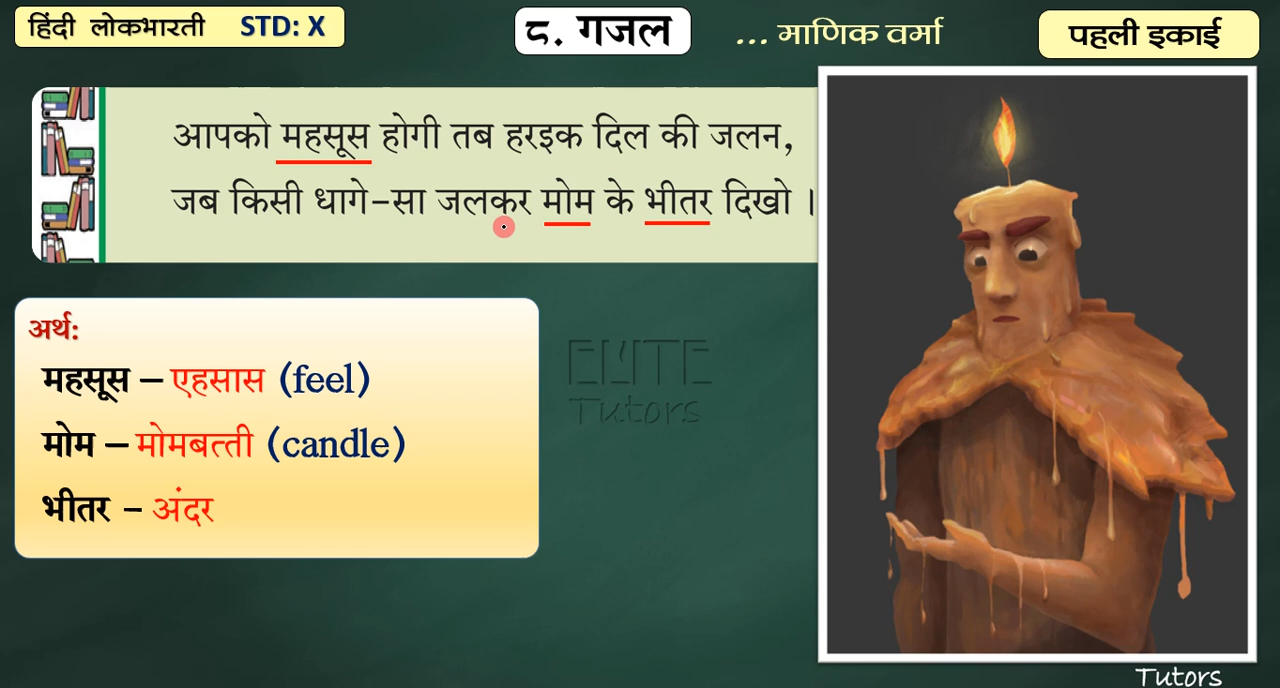 हिंदी लोकभारती STD: X
८. गजल
... माणिक वर्मा
पहली इकाई
आपको महसूस होगी तब हरइक दिल की जलन,
जब किसी धागे-सा जलकर मोम के भीतर दिखो ।
अर्थ:
महसूस – एहसास (feel)
मोम – मोमबत्ती (candle)
भीतर – अंदर
ELITE
Tutors
Tutors